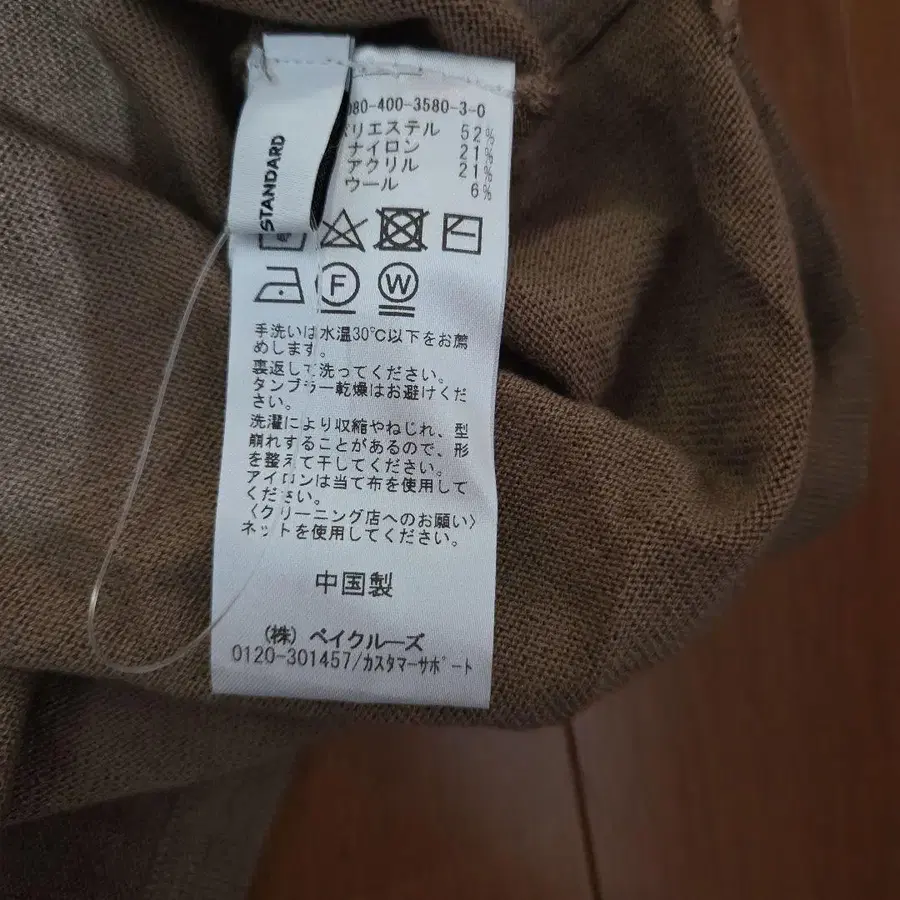 STANDARD
080-400-3580-3-0
ポリエステル 52%
ナイロン 21%
アクリル 21%
ウール 6%
F W
手洗いは水温30℃以下をお薦
めします。
裏返して洗ってください。
タンブラー乾燥はお避けくだ
さい。
洗濯により収縮やねじれ、型
崩れすることがあるので、形
を整えて干してください。
アイロンは当て布を使用して
ください。
〈クリーニング店へのお願い〉
ネットを使用してください。
中国製
(株) ベイクルーズ
0120-301457/カスタマーサポート